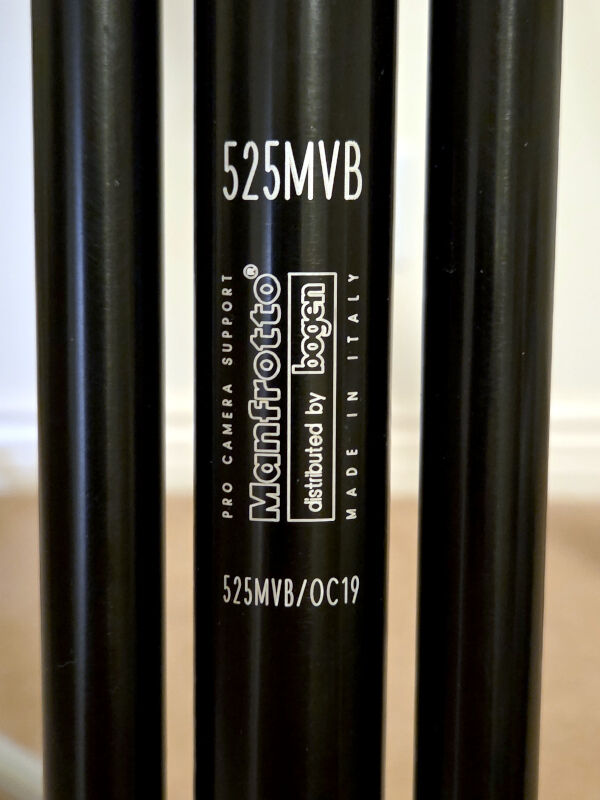 525MVB
PRO CAMERA SUPPORT
Manfrotto®
distributed by bogen
MADE IN ITALY
525MVB/OC19